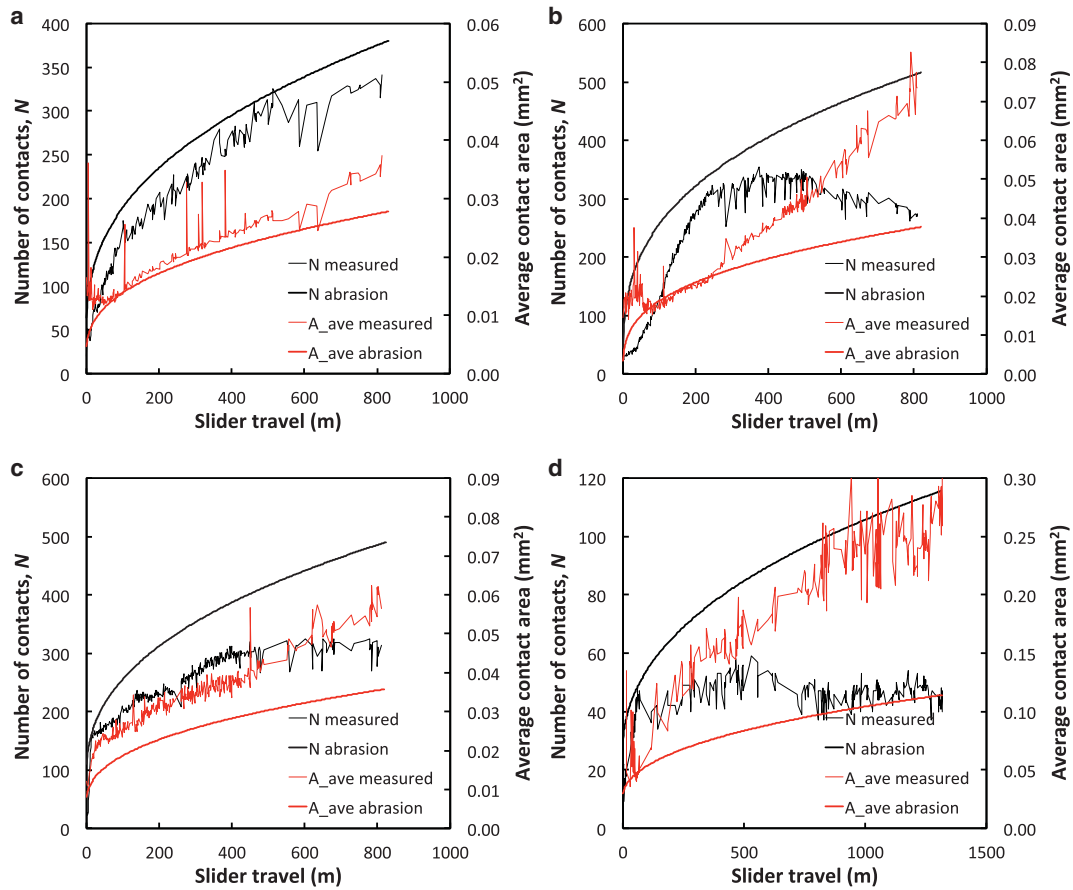 a
400
350
300
250
200
150
100
50
0
Number of contacts, N
0.06
0.05
0.04
0.03
0.02
0.01
0.00
Average contact area (mm²)
N measured
N abrasion
A_ave measured
A_ave abrasion
0 200 400 600 800 1000
Slider travel (m)
b
600
500
400
300
200
100
0
Number of contacts, N
0.09
0.08
0.07
0.06
0.05
0.04
0.03
0.02
0.01
0.00
Average contact area (mm²)
N measured
N abrasion
A_ave measured
A_ave abrasion
0 200 400 600 800 1000
Slider travel (m)
c
600
500
400
300
200
100
0
Number of contacts, N
0.09
0.08
0.07
0.06
0.05
0.04
0.03
0.02
0.01
0.00
Average contact area (mm²)
N measured
N abrasion
A_ave measured
A_ave abrasion
0 200 400 600 800 1000
Slider travel (m)
d
120
100
80
60
40
20
0
Number of contacts, N
0.30
0.25
0.20
0.15
0.10
0.05
0.00
Average contact area (mm²)
N measured
N abrasion
A_ave measured
A_ave abrasion
0 500 1000 1500
Slider travel (m)